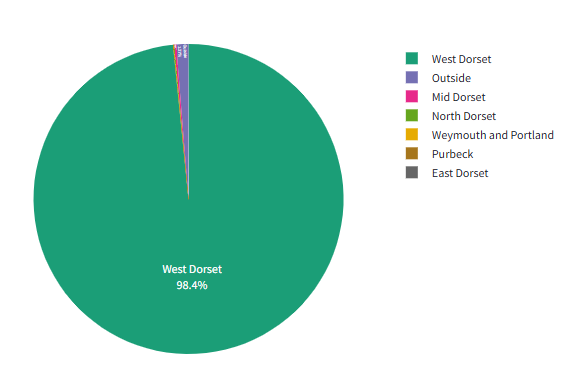 West Dorset
98.4%
West Dorset
Outside
Mid Dorset
North Dorset
Weymouth and Portland
Purbeck
East Dorset